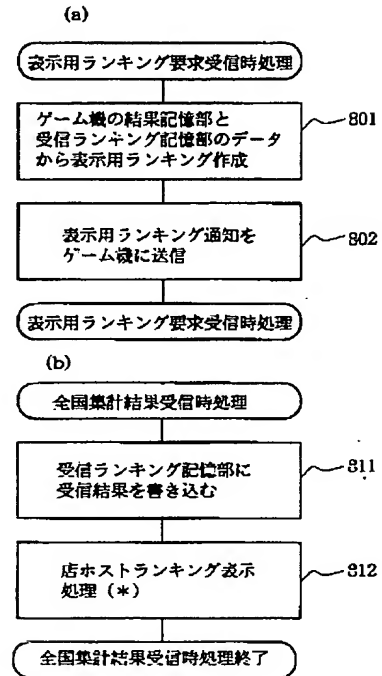 (a)
表示用ランキング要求受信時処理
ゲーム機の結果記憶部と
受信ランキング記憶部のデータ
から表示用ランキング作成
801
表示用ランキング通知を
ゲーム機に送信
802
表示用ランキング要求受信時処理
(b)
全国集計結果受信時処理
受信ランキング記憶部に
受信結果を書き込む
811
店ホストランキング表示
処理(*)
812
全国集計結果受信時処理終了